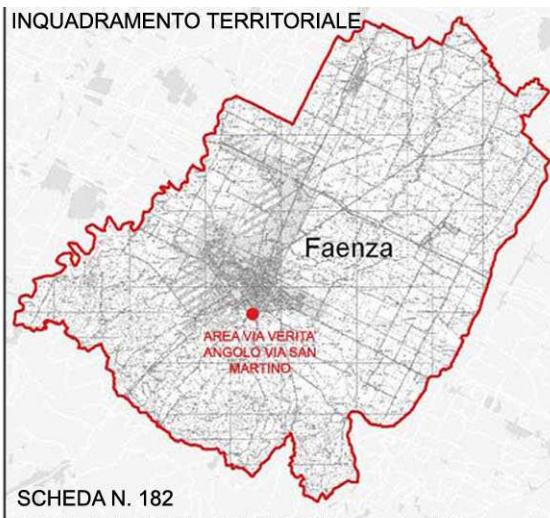 INQUADRAMENTO TERRITORIALE
Faenza
AREA VIA VERITA'
ANGOLO VIA SAN
MARTINO
SCHEDA N. 182